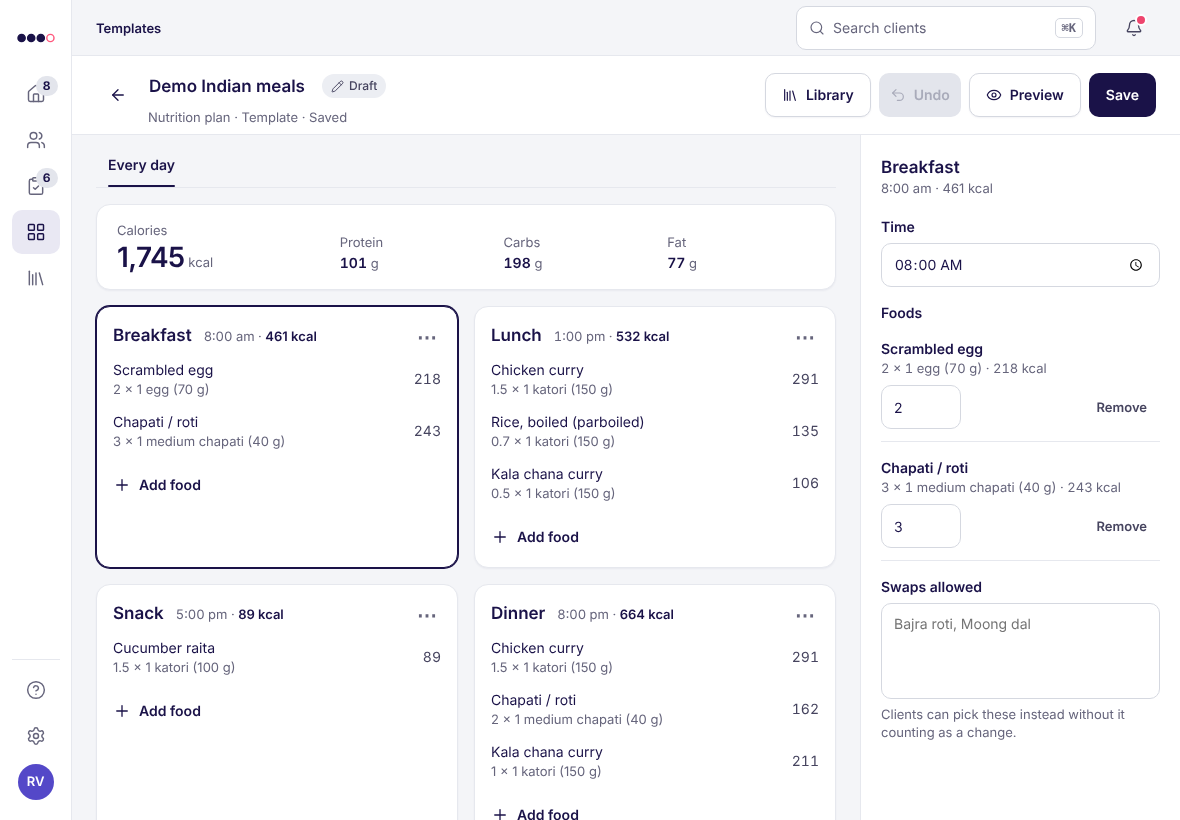 Templates
Search clients
⌘K
8
6
Demo Indian meals
Draft
Nutrition plan · Template · Saved
Library
Undo
Preview
Save
Every day
Calories
1,745 kcal
Protein
101 g
Carbs
198 g
Fat
77 g
Breakfast 8:00 am · 461 kcal
Scrambled egg
2 × 1 egg (70 g)
218
Chapati / roti
3 × 1 medium chapati (40 g)
243
Add food
Lunch 1:00 pm · 532 kcal
Chicken curry
1.5 × 1 katori (150 g)
291
Rice, boiled (parboiled)
0.7 × 1 katori (150 g)
135
Kala chana curry
0.5 × 1 katori (150 g)
106
Add food
Snack 5:00 pm · 89 kcal
Cucumber raita
1.5 × 1 katori (100 g)
89
Add food
Dinner 8:00 pm · 664 kcal
Chicken curry
1.5 × 1 katori (150 g)
291
Chapati / roti
2 × 1 medium chapati (40 g)
162
Kala chana curry
1 × 1 katori (150 g)
211
Add food
Breakfast
8:00 am · 461 kcal
Time
08:00 AM
Foods
Scrambled egg
2 × 1 egg (70 g) · 218 kcal
2
Remove
Chapati / roti
3 × 1 medium chapati (40 g) · 243 kcal
3
Remove
Swaps allowed
Bajra roti, Moong dal
Clients can pick these instead without it
counting as a change.
RV